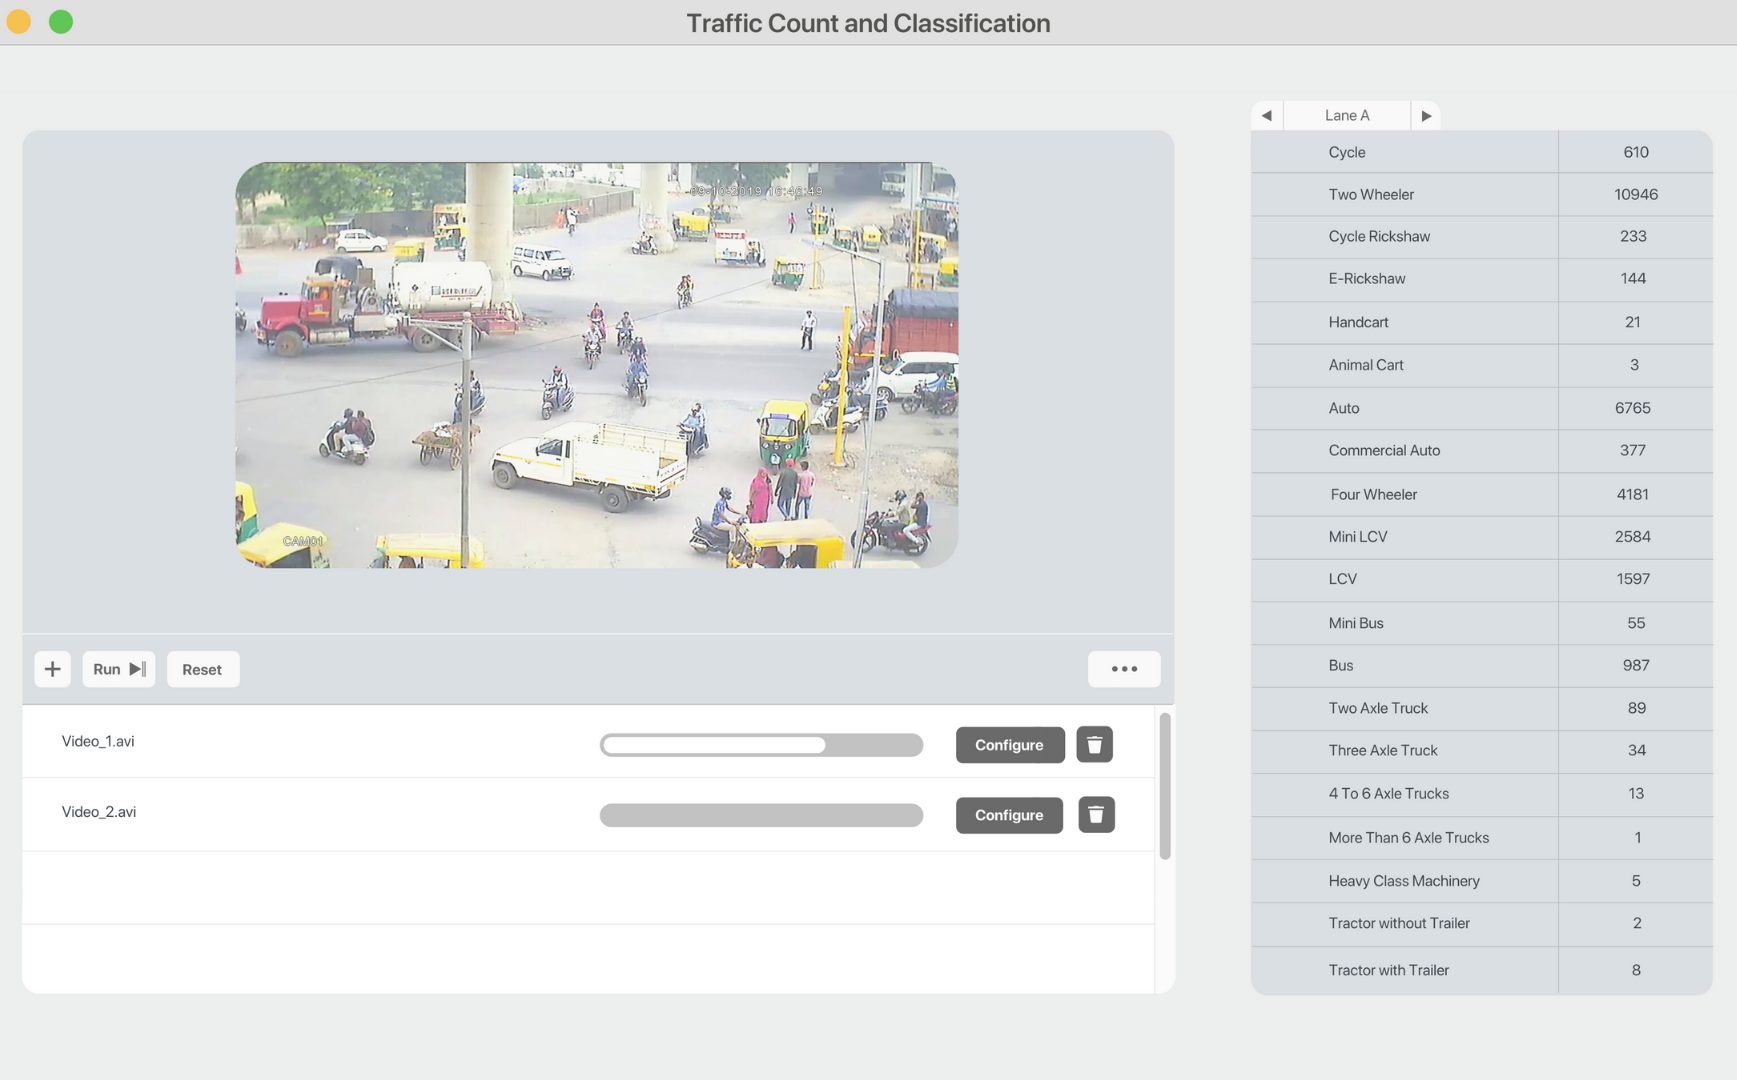 Traffic Count and Classification
09-10-2019 16:46:49
CAM01
+ Run Reset •••
Video_1.avi Configure
Video_2.avi Configure
Lane A
Cycle 610
Two Wheeler 10946
Cycle Rickshaw 233
E-Rickshaw 144
Handcart 21
Animal Cart 3
Auto 6765
Commercial Auto 377
Four Wheeler 4181
Mini LCV 2584
LCV 1597
Mini Bus 55
Bus 987
Two Axle Truck 89
Three Axle Truck 34
4 To 6 Axle Trucks 13
More Than 6 Axle Trucks 1
Heavy Class Machinery 5
Tractor without Trailer 2
Tractor with Trailer 8